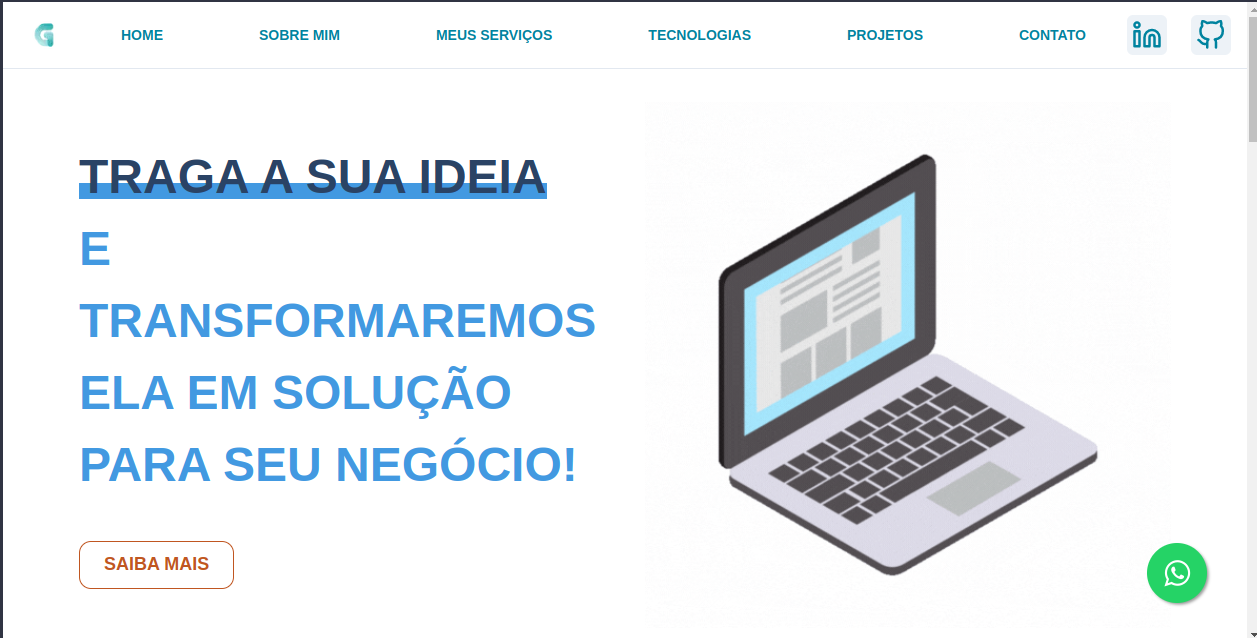 HOME
SOBRE MIM
MEUS SERVIÇOS
TECNOLOGIAS
PROJETOS
CONTATO
TRAGA A SUA IDEIA
E
TRANSFORMAREMOS
ELA EM SOLUÇÃO
PARA SEU NEGÓCIO!
SAIBA MAIS